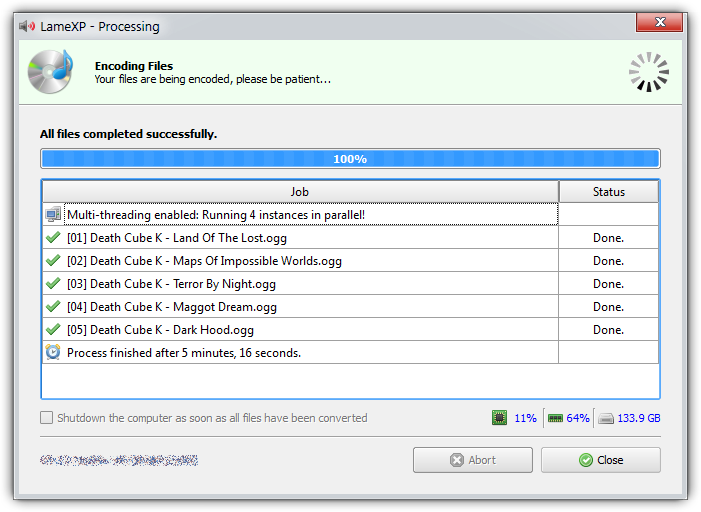 LameXP - Processing
Encoding Files
Your files are being encoded, please be patient...
All files completed successfully.
100%
Job Status
Multi-threading enabled: Running 4 instances in parallel!
[01] Death Cube K - Land Of The Lost.ogg Done.
[02] Death Cube K - Maps Of Impossible Worlds.ogg Done.
[03] Death Cube K - Terror By Night.ogg Done.
[04] Death Cube K - Maggot Dream.ogg Done.
[05] Death Cube K - Dark Hood.ogg Done.
Process finished after 5 minutes, 16 seconds.
Shutdown the computer as soon as all files have been converted 11% 64% 133.9 GB
Abort Close